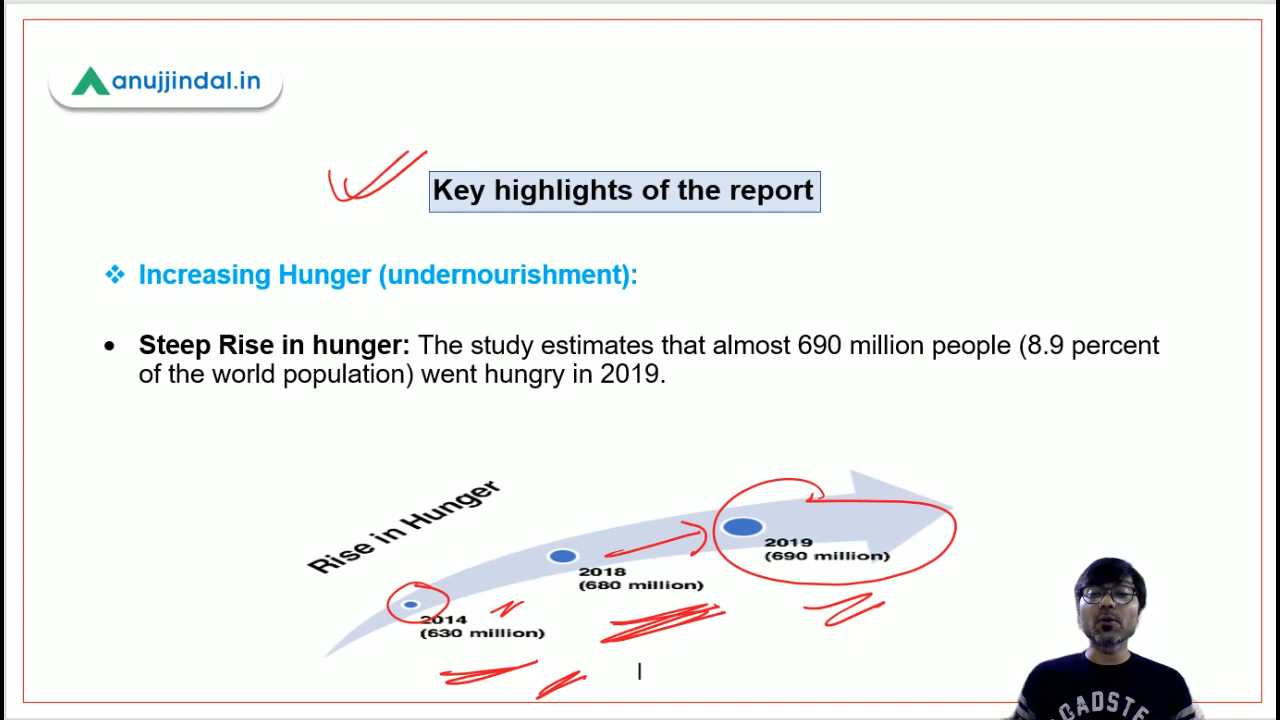 anujjindal.in
Key highlights of the report
Increasing Hunger (undernourishment):
Steep Rise in hunger: The study estimates that almost 690 million people (8.9 percent
of the world population) went hungry in 2019.
Rise in Hunger
2019
(690 million)
2018
(680 million)
2014
(630 million)